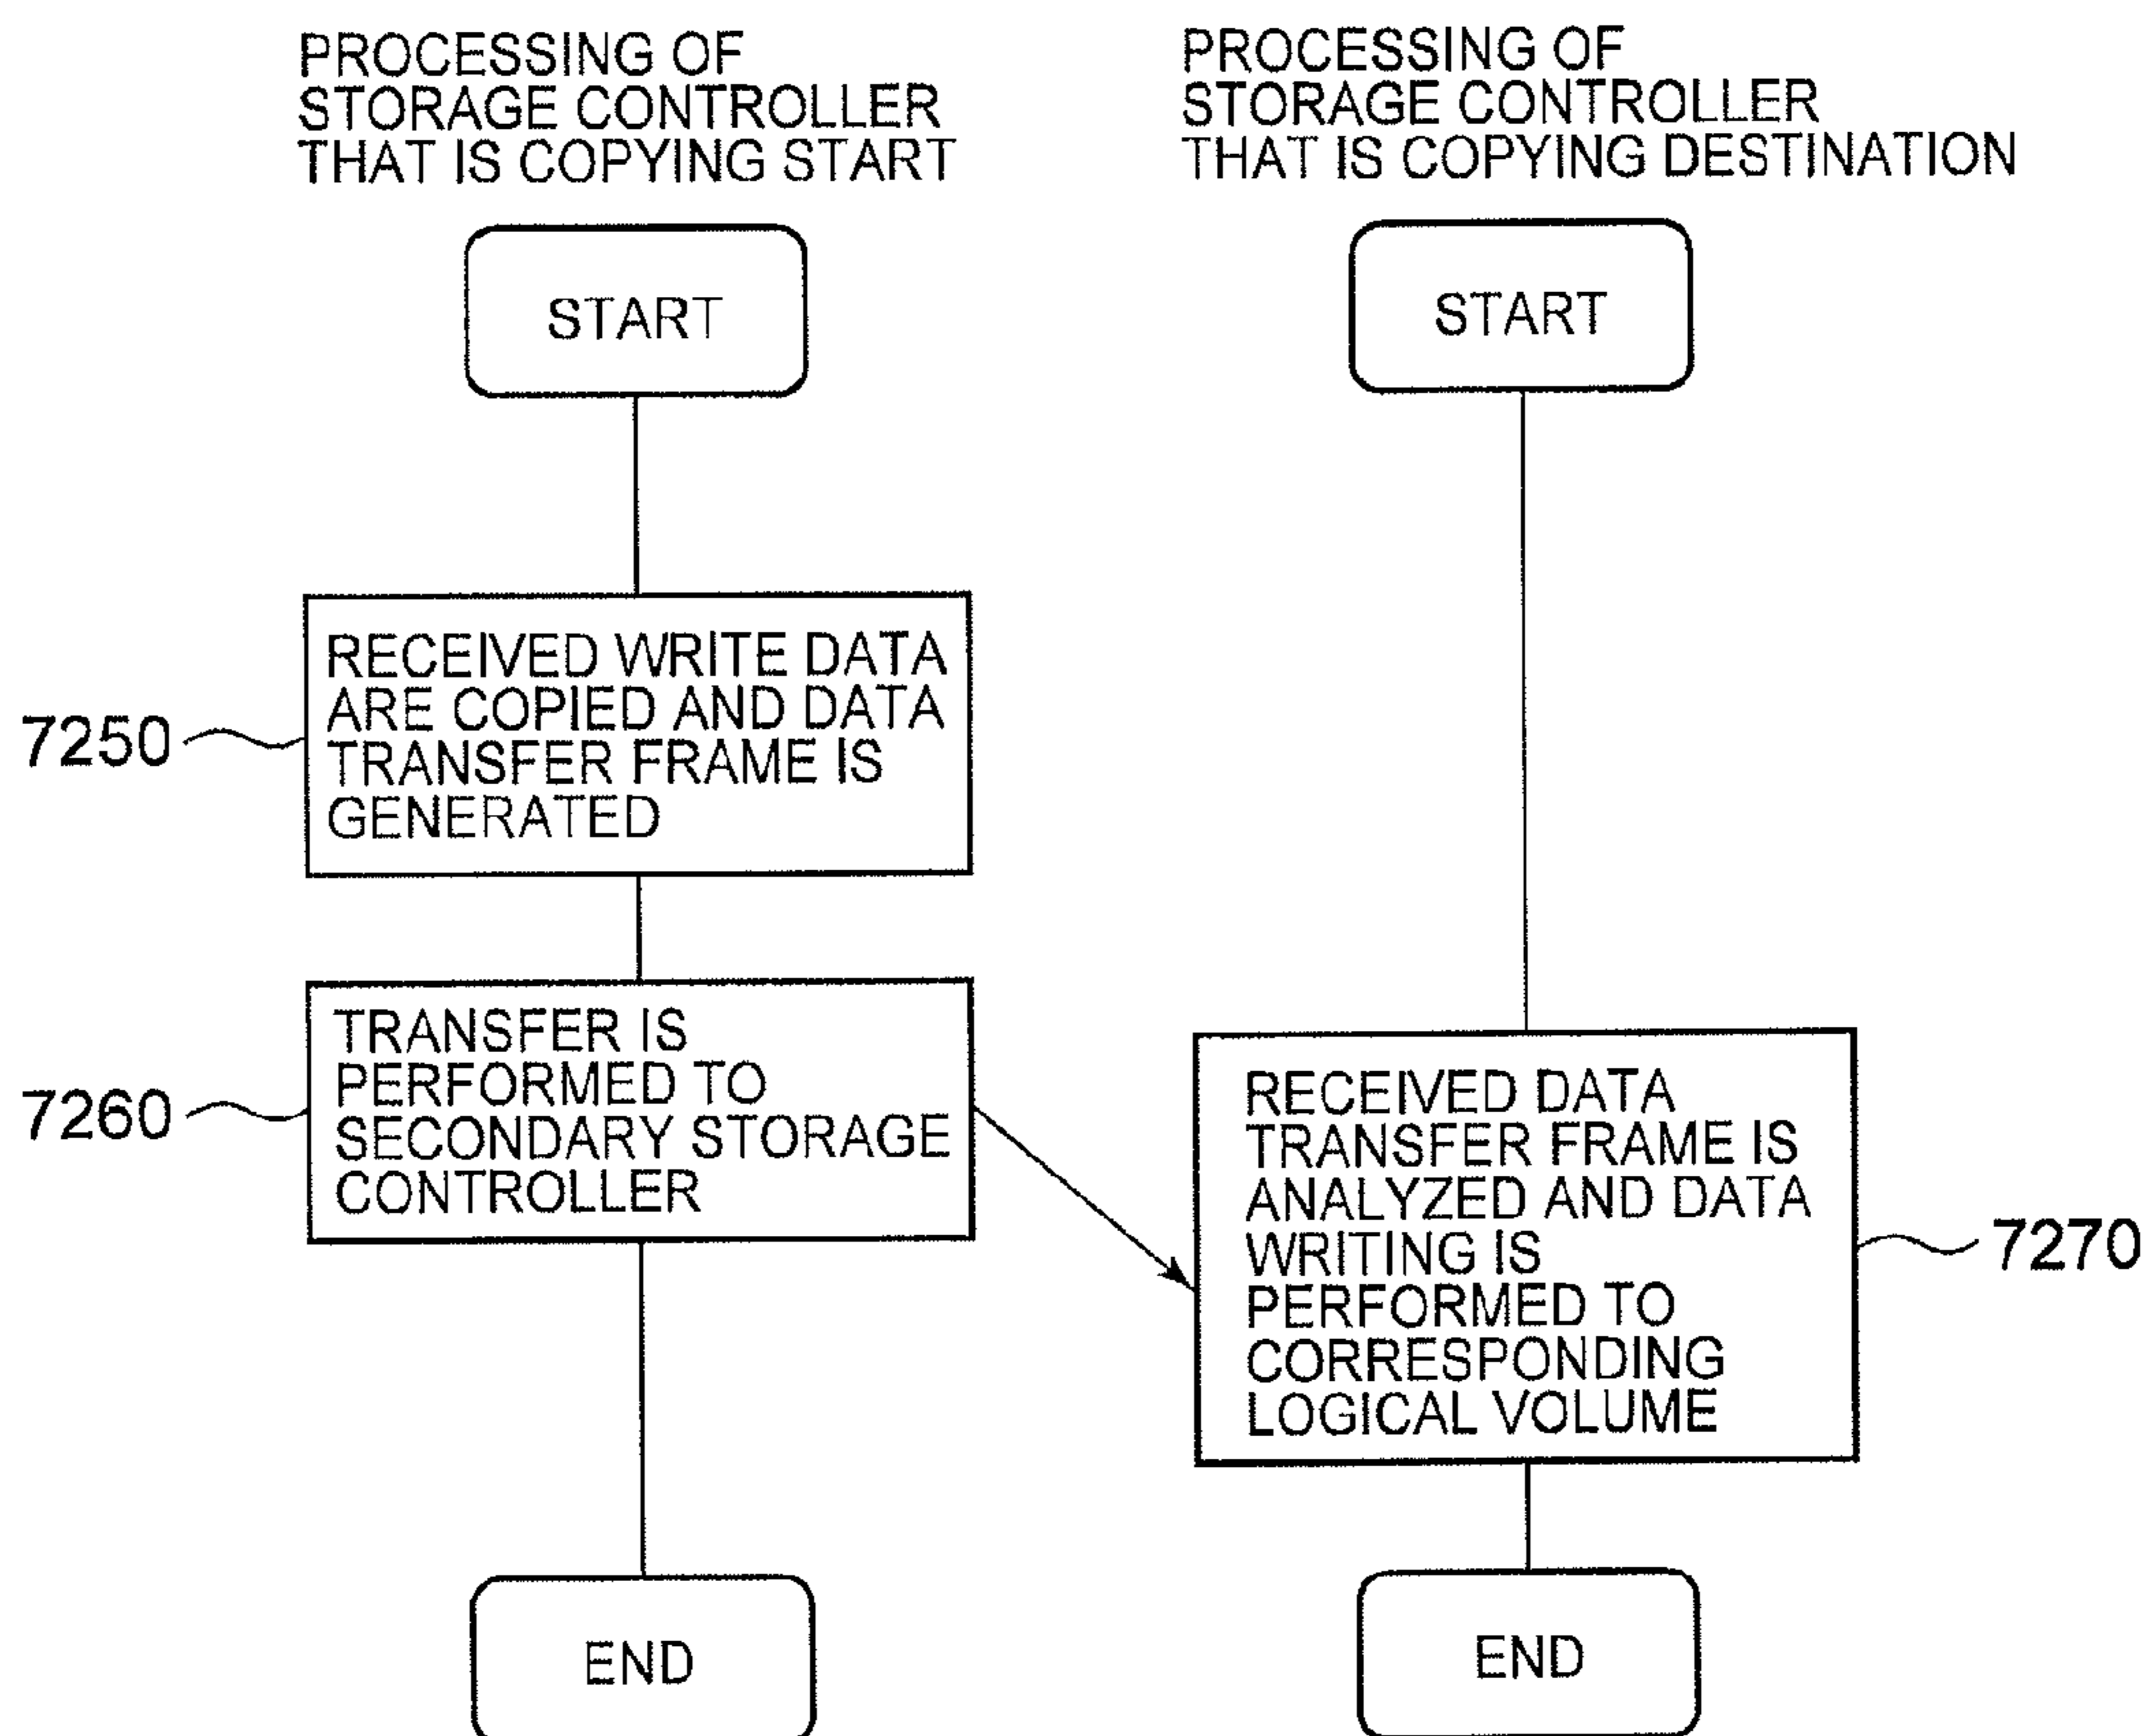 PROCESSING OF
STORAGE CONTROLLER
THAT IS COPYING START
START
7250
RECEIVED WRITE DATA
ARE COPIED AND DATA
TRANSFER FRAME IS
GENERATED
7260
TRANSFER IS
PERFORMED TO
SECONDARY STORAGE
CONTROLLER
END
PROCESSING OF
STORAGE CONTROLLER
THAT IS COPYING DESTINATION
START
RECEIVED DATA
TRANSFER FRAME IS
ANALYZED AND DATA
WRITING IS
PERFORMED TO
CORRESPONDING
LOGICAL VOLUME
7270
END